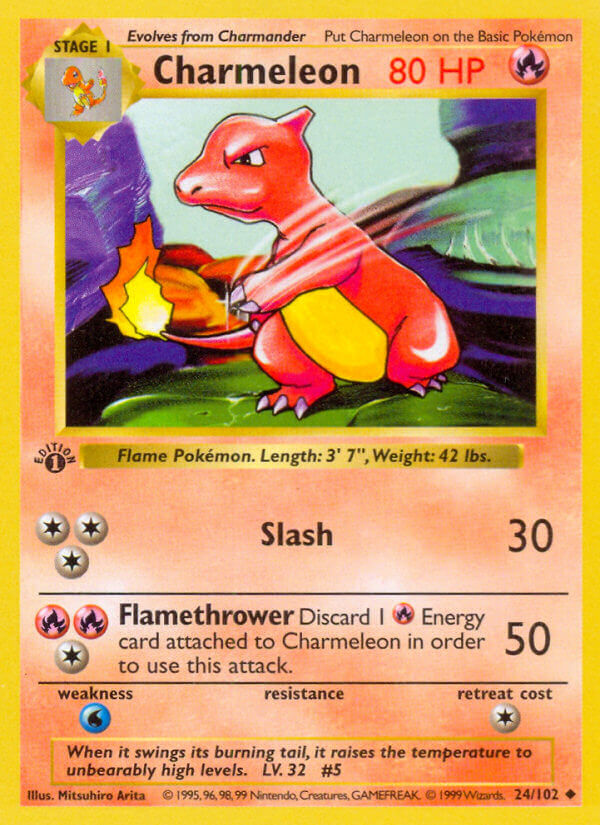 STAGE 1
Evolves from Charmander Put Charmeleon on the Basic Pokémon
Charmeleon 80 HP
EDITION
1
Flame Pokémon. Length: 3' 7", Weight: 42 lbs.
Slash 30
Flamethrower Discard 1 Energy
card attached to Charmeleon in order
to use this attack.
50
weakness resistance retreat cost
When it swings its burning tail, it raises the temperature to
unbearably high levels. LV. 32 #5
Illus. Mitsuhiro Arita © 1995, 96, 98, 99 Nintendo, Creatures, GAMEFREAK. © 1999 Wizards. 24/102